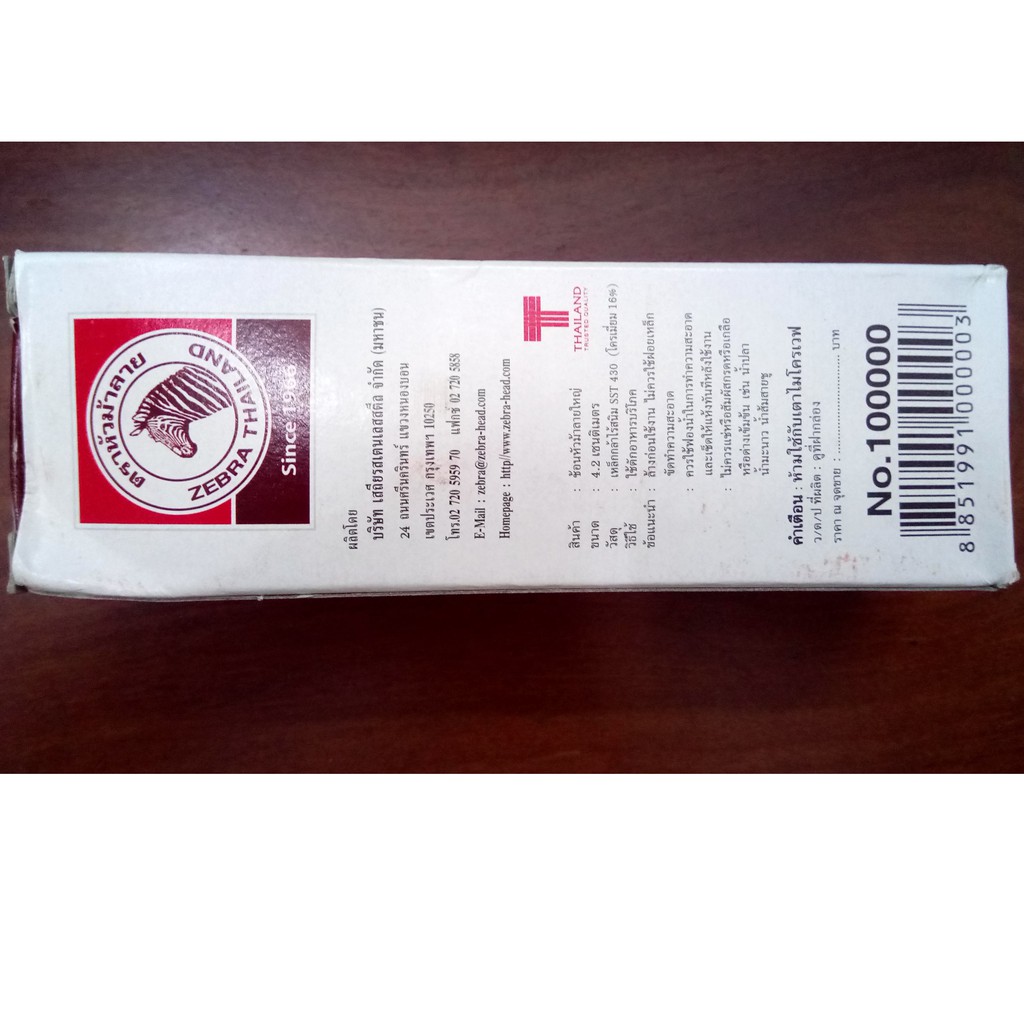 ตราหัวม้าลาย
ZEBRA THAILAND
Since 1966
ผลิตโดย
บริษัท เสถียรสเตนเลสสตีล จำกัด (มหาชน)
24 ถนนศรีนครินทร์ แขวงหนองบอน
เขตประเวศ กรุงเทพฯ 10250
โทร.02 720 5959 70 แฟกซ์ 02 720 5858
E-Mail : zebra@zebra-head.com
Homepage : http//www.zebra-head.com
THAILAND
TRUSTED QUALITY
สินค้า : ช้อนหัวม้าลายใหญ่
ขนาด : 4.2 เซนติเมตร
วัสดุ : เหล็กกล้าไร้สนิม SST 430 (โครเมี่ยม 16%)
วิธีใช้ : ใช้ตักอาหารบริโภค
ข้อแนะนำ : ล้างก่อนใช้งาน ไม่ควรใช้ฝอยเหล็ก
ขัดทำความสะอาด
: ควรใช้ฟองน้ำในการทำความสะอาด
และเช็ดให้แห้งทันทีหลังใช้งาน
: ไม่ควรแช่หรือสัมผัสกรดหรือเกลือ
หรือด่างเข้มข้น เช่น น้ำปลา
น้ำมะนาว น้ำส้มสายชู
คำเตือน : ห้ามใช้กับเตาไมโครเวฟ
ว/ด/ป ที่ผลิต : ดูที่ฝากล่อง
ราคา ณ จุดขาย : ........................... บาท
No.100000
8 851991 000003